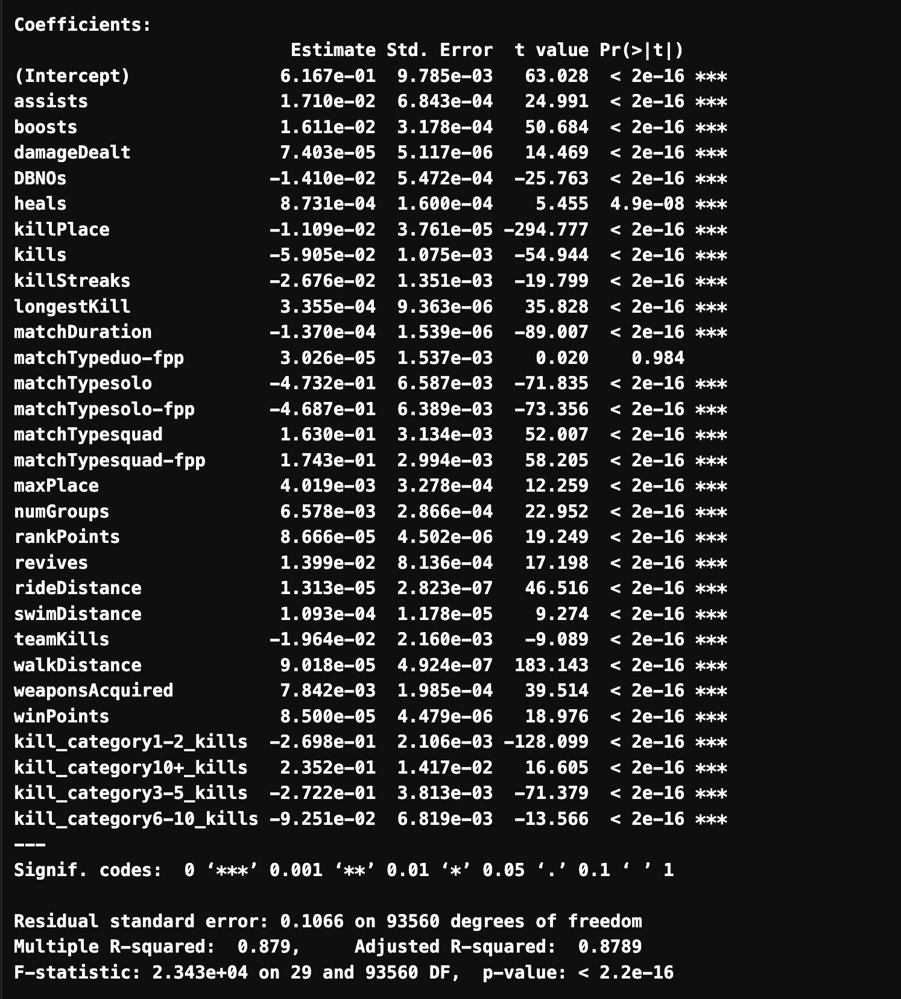 Coefficients:
                       Estimate Std. Error  t value Pr(>|t|)
(Intercept)           6.167e-01  9.785e-03   63.028  < 2e-16 ***
assists               1.710e-02  6.843e-04   24.991  < 2e-16 ***
boosts                1.611e-02  3.178e-04   50.684  < 2e-16 ***
damageDealt           7.403e-05  5.117e-06   14.469  < 2e-16 ***
DBNOs                -1.410e-02  5.472e-04  -25.763  < 2e-16 ***
heals                 8.731e-04  1.600e-04    5.455  4.9e-08 ***
killPlace            -1.109e-02  3.761e-05 -294.777  < 2e-16 ***
kills                -5.905e-02  1.075e-03  -54.944  < 2e-16 ***
killStreaks          -2.676e-02  1.351e-03  -19.799  < 2e-16 ***
longestKill           3.355e-04  9.363e-06   35.828  < 2e-16 ***
matchDuration        -1.370e-04  1.539e-06  -89.007  < 2e-16 ***
matchTypeduo-fpp      3.026e-05  1.537e-03    0.020    0.984
matchTypesolo        -4.732e-01  6.587e-03  -71.835  < 2e-16 ***
matchTypesolo-fpp    -4.687e-01  6.389e-03  -73.356  < 2e-16 ***
matchTypesquad        1.630e-01  3.134e-03   52.007  < 2e-16 ***
matchTypesquad-fpp    1.743e-01  2.994e-03   58.205  < 2e-16 ***
maxPlace              4.019e-03  3.278e-04   12.259  < 2e-16 ***
numGroups             6.578e-03  2.866e-04   22.952  < 2e-16 ***
rankPoints            8.666e-05  4.502e-06   19.249  < 2e-16 ***
revives               1.399e-02  8.136e-04   17.198  < 2e-16 ***
rideDistance          1.313e-05  2.823e-07   46.516  < 2e-16 ***
swimDistance          1.093e-04  1.178e-05    9.274  < 2e-16 ***
teamKills            -1.964e-02  2.160e-03   -9.089  < 2e-16 ***
walkDistance          9.018e-05  4.924e-07  183.143  < 2e-16 ***
weaponsAcquired       7.842e-03  1.985e-04   39.514  < 2e-16 ***
winPoints             8.500e-05  4.479e-06   18.976  < 2e-16 ***
kill_category1-2_kills  -2.698e-01  2.106e-03 -128.099  < 2e-16 ***
kill_category10+_kills   2.352e-01  1.417e-02   16.605  < 2e-16 ***
kill_category3-5_kills  -2.722e-01  3.813e-03  -71.379  < 2e-16 ***
kill_category6-10_kills -9.251e-02  6.819e-03  -13.566  < 2e-16 ***
---
Signif. codes:  0 ‘***’ 0.001 ‘**’ 0.01 ‘*’ 0.05 ‘.’ 0.1 ‘ ’ 1
Residual standard error: 0.1066 on 93560 degrees of freedom
Multiple R-squared:  0.879,     Adjusted R-squared:  0.8789
F-statistic: 2.343e+04 on 29 and 93560 DF,  p-value: < 2.2e-16